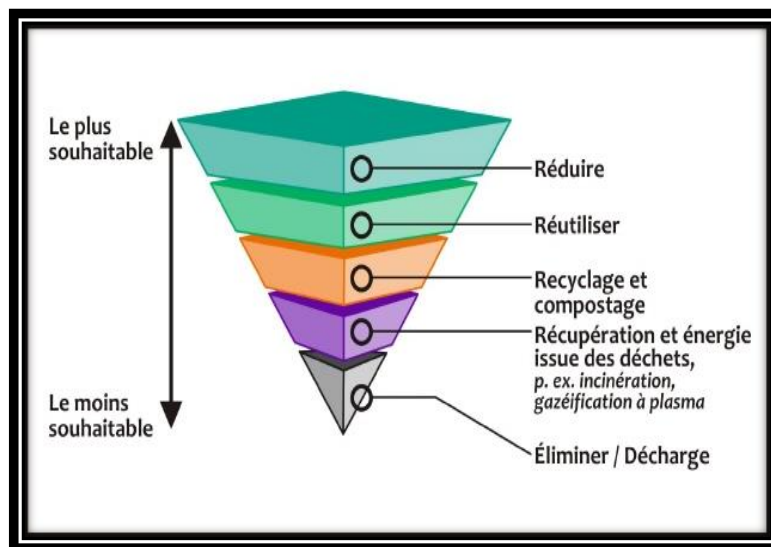 Le plus
souhaitable
Réduire
Réutiliser
Recyclage et
compostage
Récupération et énergie
issue des déchets,
p. ex. incinération,
gazéification à plasma
Le moins
souhaitable
Éliminer / Décharge